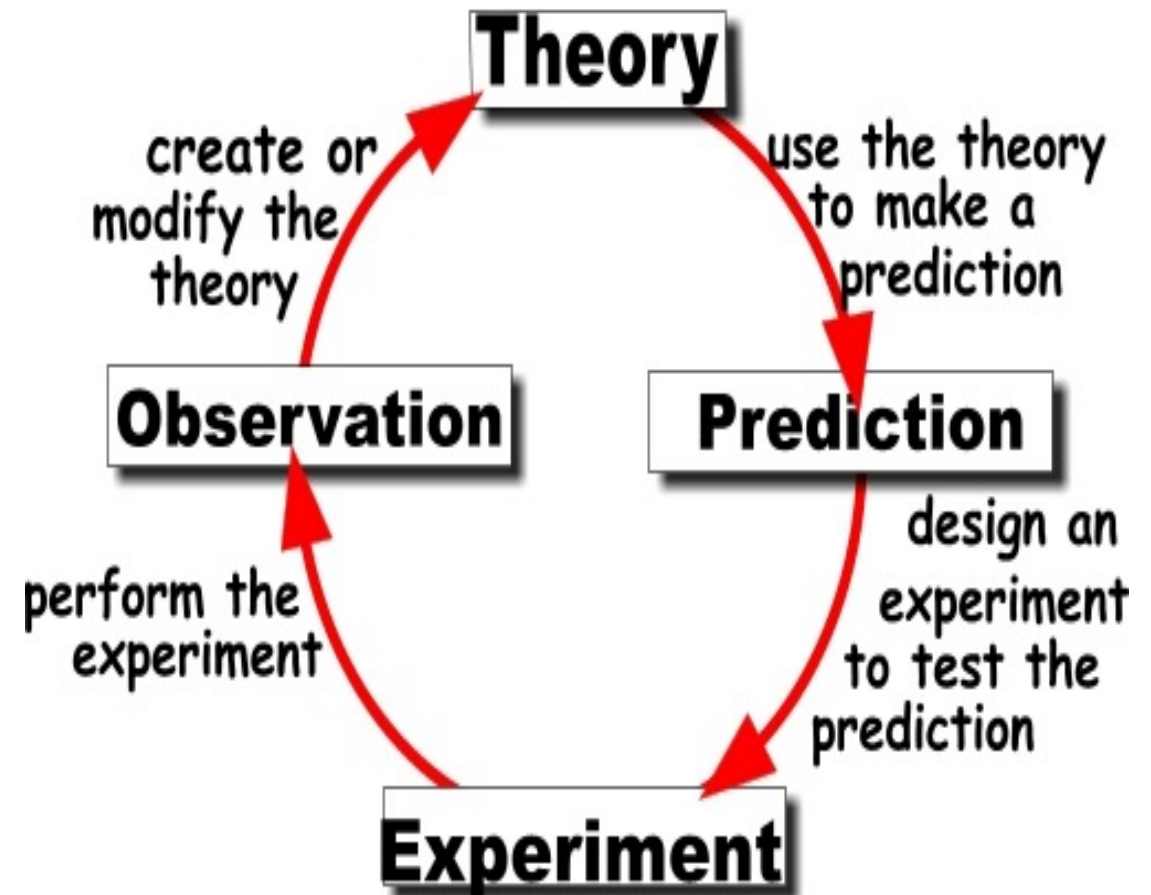 Theory
use the theory
to make a
prediction
Prediction
design an
experiment
to test the
prediction
Experiment
perform the
experiment
Observation
create or
modify the
theory